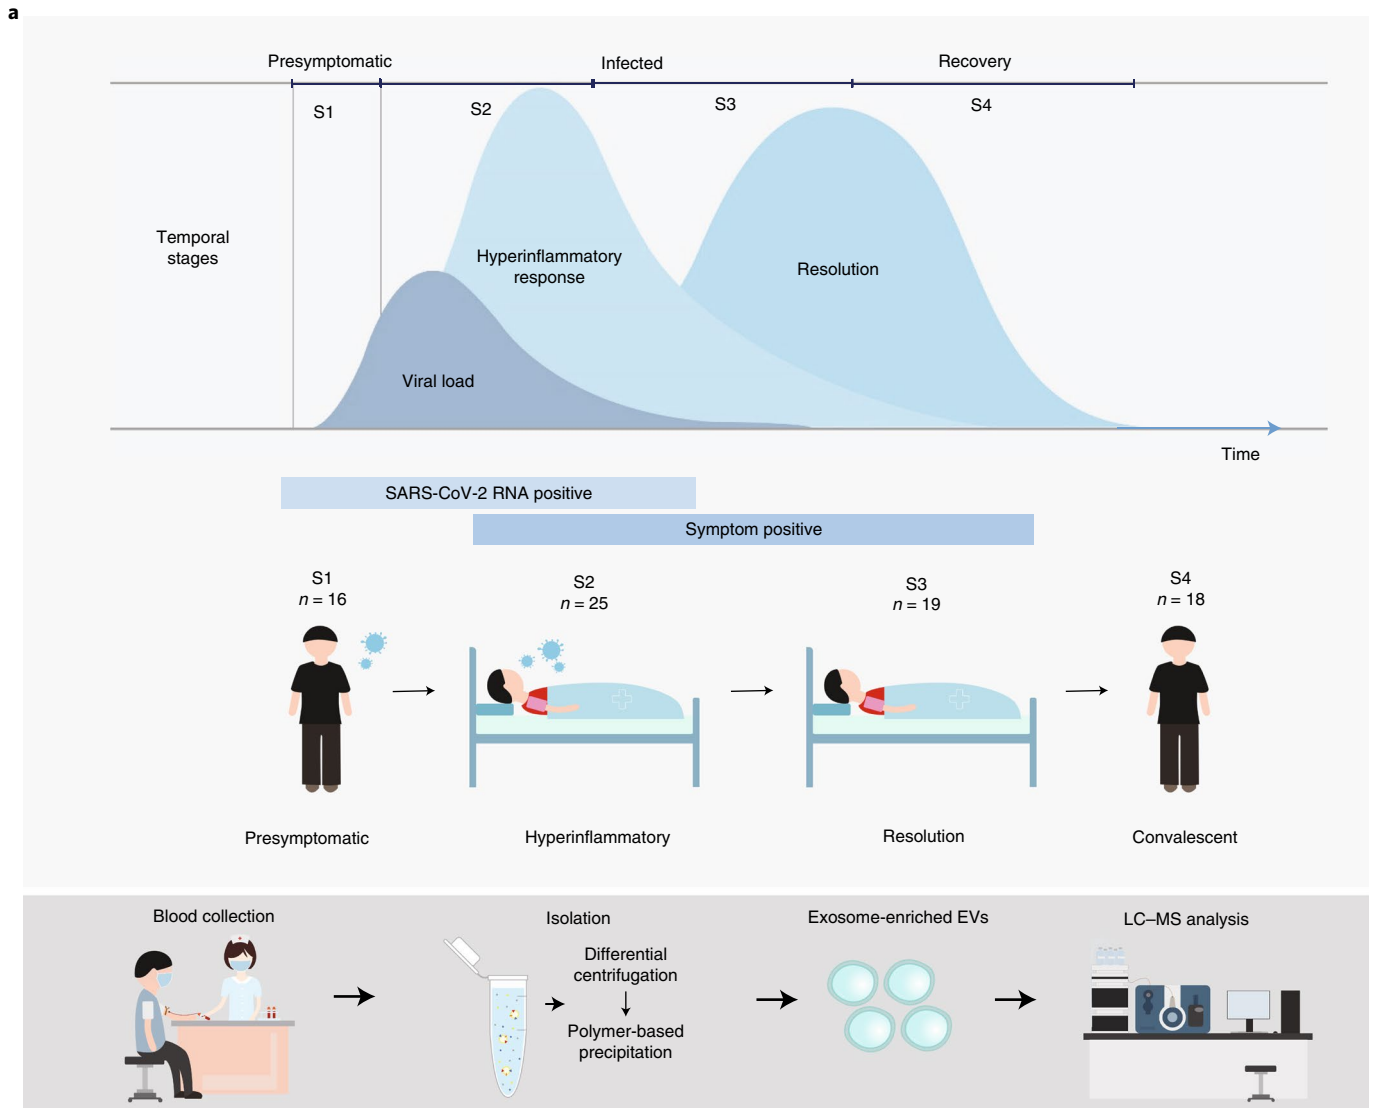 a
Presymptomatic
Infected
Recovery
S1
S2
S3
S4
Temporal
stages
Hyperinflammatory
response
Resolution
Viral load
Time
SARS-CoV-2 RNA positive
Symptom positive
S1
n = 16
S2
n = 25
S3
n = 19
S4
n = 18
Presymptomatic
Hyperinflammatory
Resolution
Convalescent
Blood collection
Isolation
Differential
centrifugation
Polymer-based
precipitation
Exosome-enriched EVs
LC–MS analysis